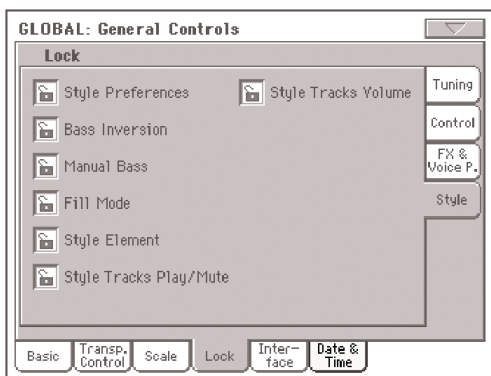 GLOBAL: General Controls
Lock
Style Preferences
Style Tracks Volume
Bass Inversion
Manual Bass
Fill Mode
Style Element
Style Tracks Play/Mute
Tuning
Control
FX &
Voice P.
Style
Basic
Transp.
Control
Scale
Lock
Inter-
face
Date &
Time